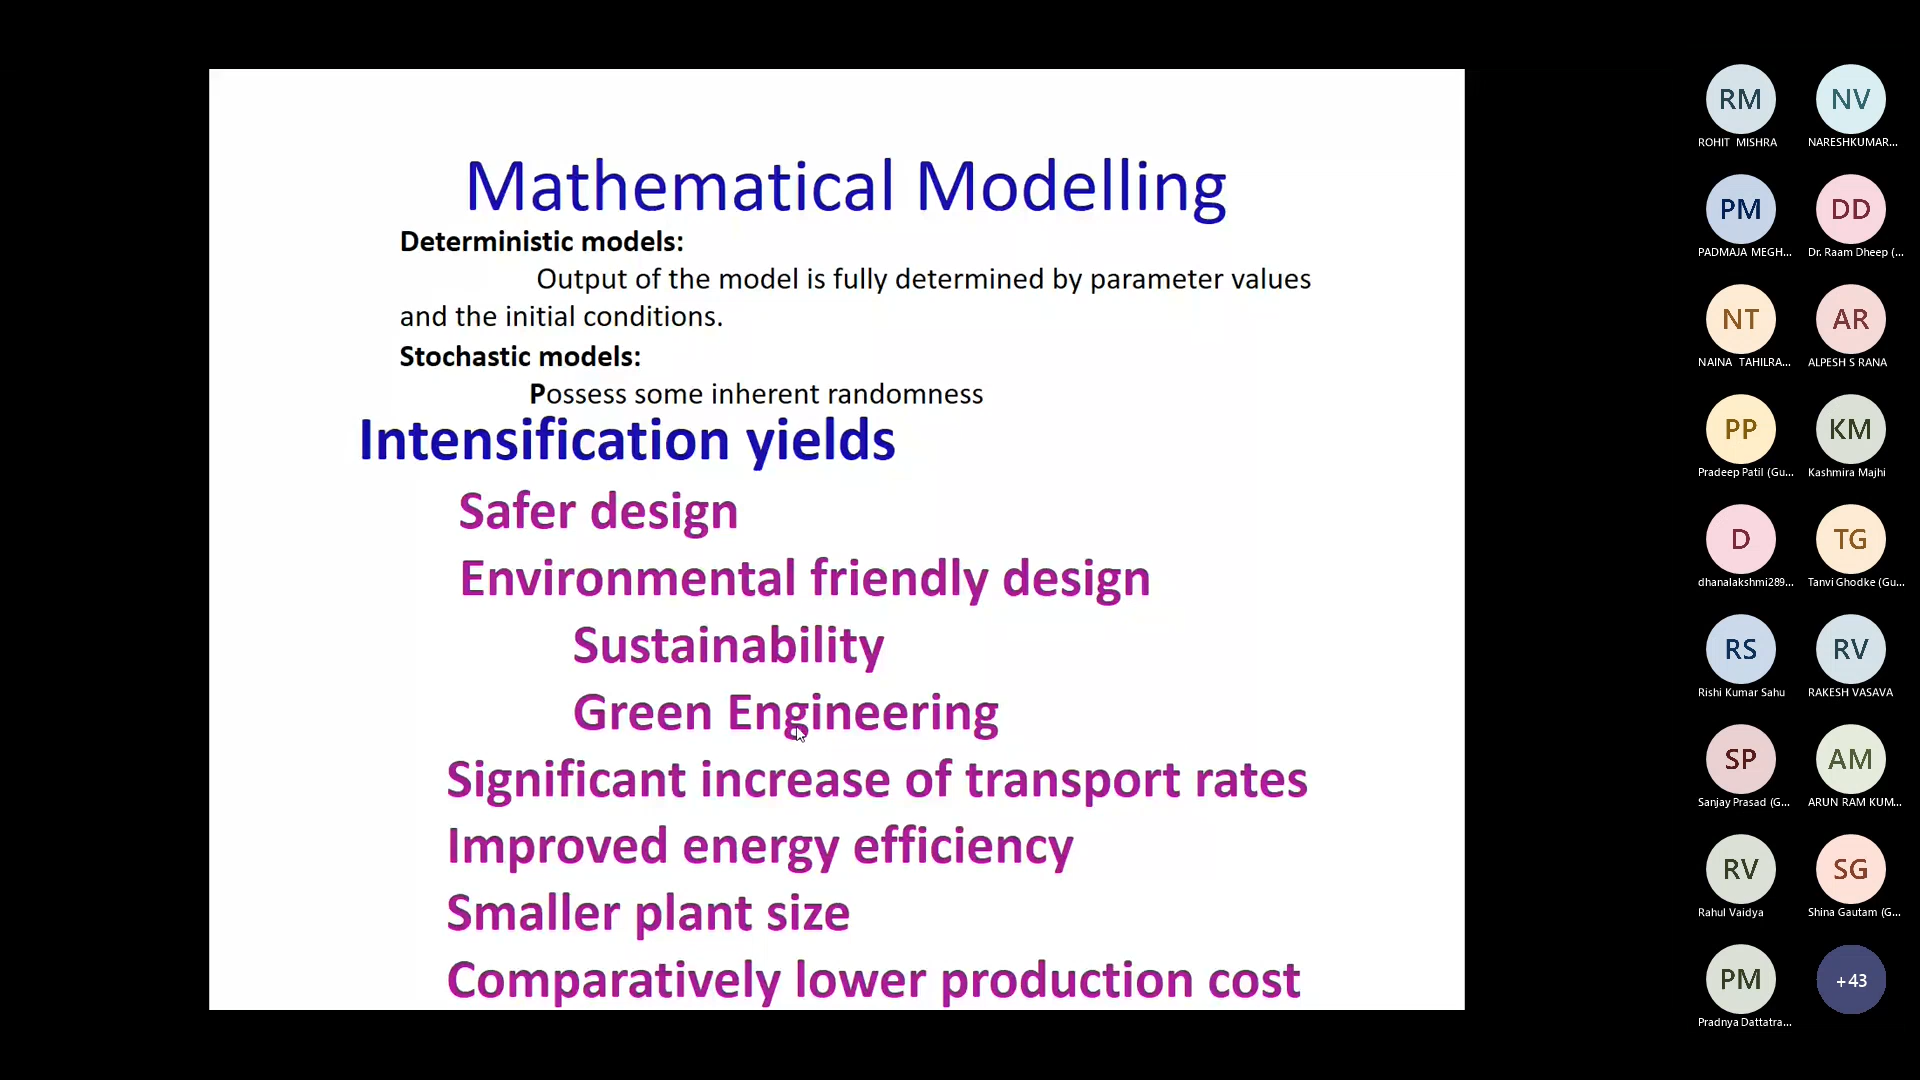 Mathematical Modelling
Deterministic models:
Output of the model is fully determined by parameter values
and the initial conditions.
Stochastic models:
Possess some inherent randomness
Intensification yields
Safer design
Environmental friendly design
Sustainability
Green Engineering
Significant increase of transport rates
Improved energy efficiency
Smaller plant size
Comparatively lower production cost
RM NV
ROHIT MISHRA NARESHKUMAR...
PM DD
PADMAJA MEGH... Dr. Raam Dheep (...
NT AR
NAINA TAHILRA... ALPESH S RANA
PP KM
Pradeep Patil (Gu... Kashmira Majhi
D TG
dhanalakshmi289... Tanvi Ghodke (Gu...
RS RV
Rishi Kumar Sahu RAKESH VASAVA
SP AM
Sanjay Prasad (G... ARUN RAM KUM...
RV SG
Rahul Vaidya Shina Gautam (G...
PM +43
Pradnya Dattatra...